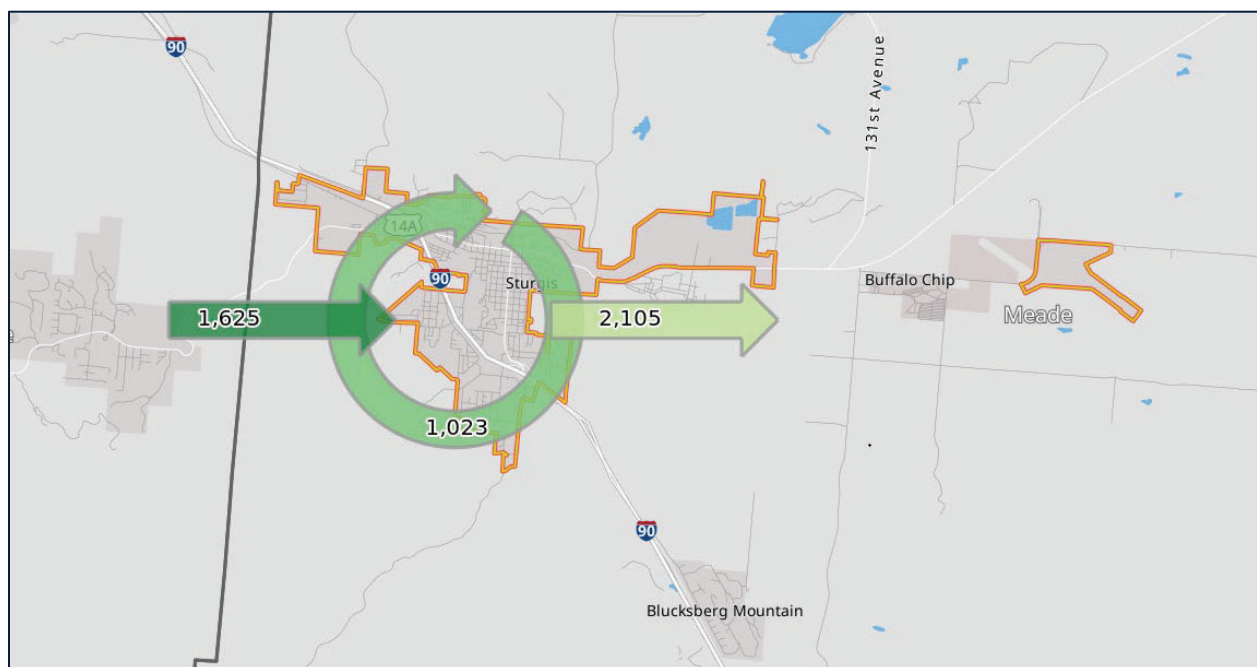 90
131st Avenue
14A
90
Sturgis
Buffalo Chip
1,625
2,105
Meade
1,023
90
Blucksberg Mountain